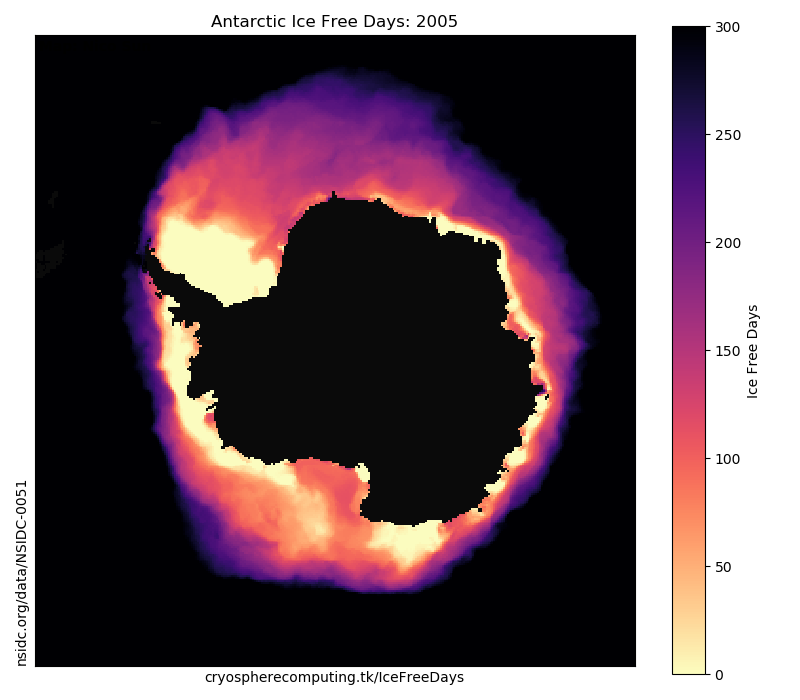 Antarctic Ice Free Days: 2005
300
250
200
150
100
50
0
Ice Free Days
nsidc.org/data/NSIDC-0051
cryospherecomputing.tk/IceFreeDays